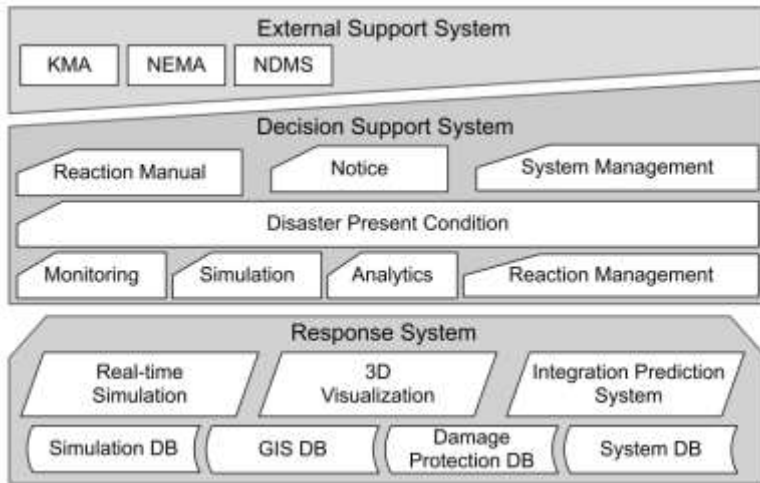 External Support System
KMA NEMA NDMS
Decision Support System
Reaction Manual Notice System Management
Disaster Present Condition
Monitoring Simulation Analytics Reaction Management
Response System
Real-time 3D Integration Prediction
Simulation Visualization System
Simulation DB GIS DB Damage System DB
Protection DB